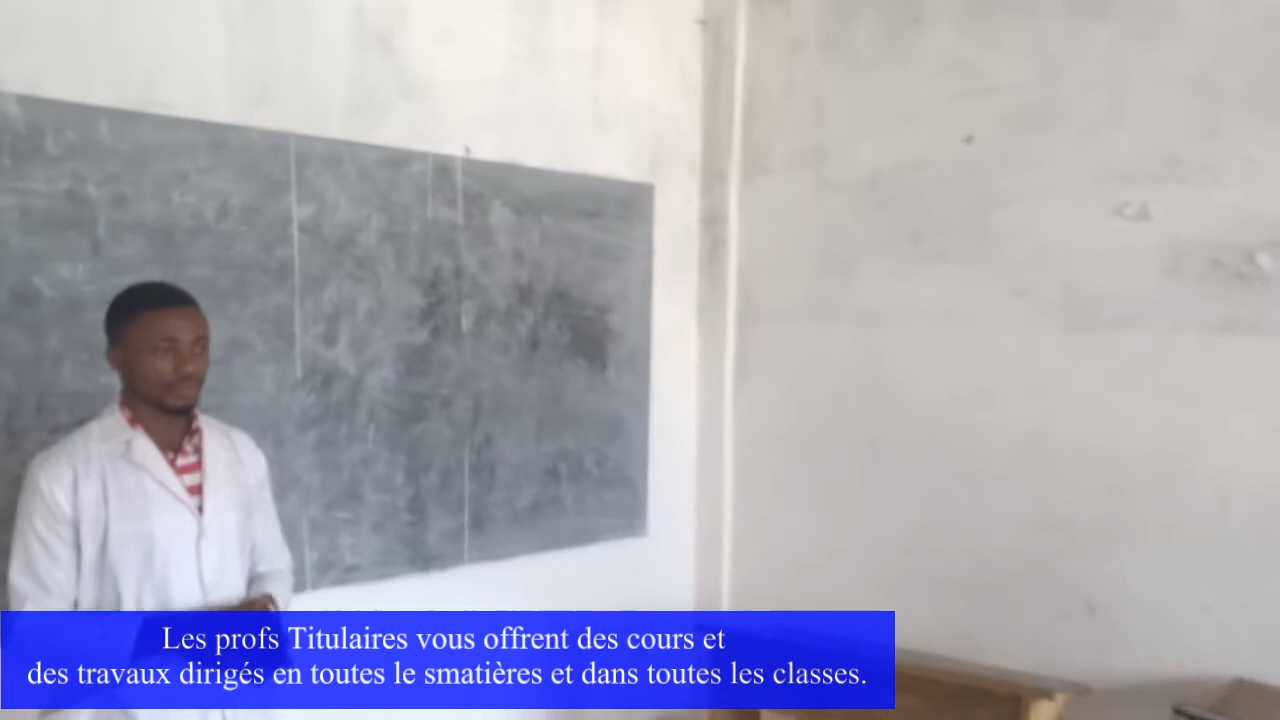 Les profs Titulaires vous offrent des cours et
des travaux dirigés en toutes le smatières et dans toutes les classes.